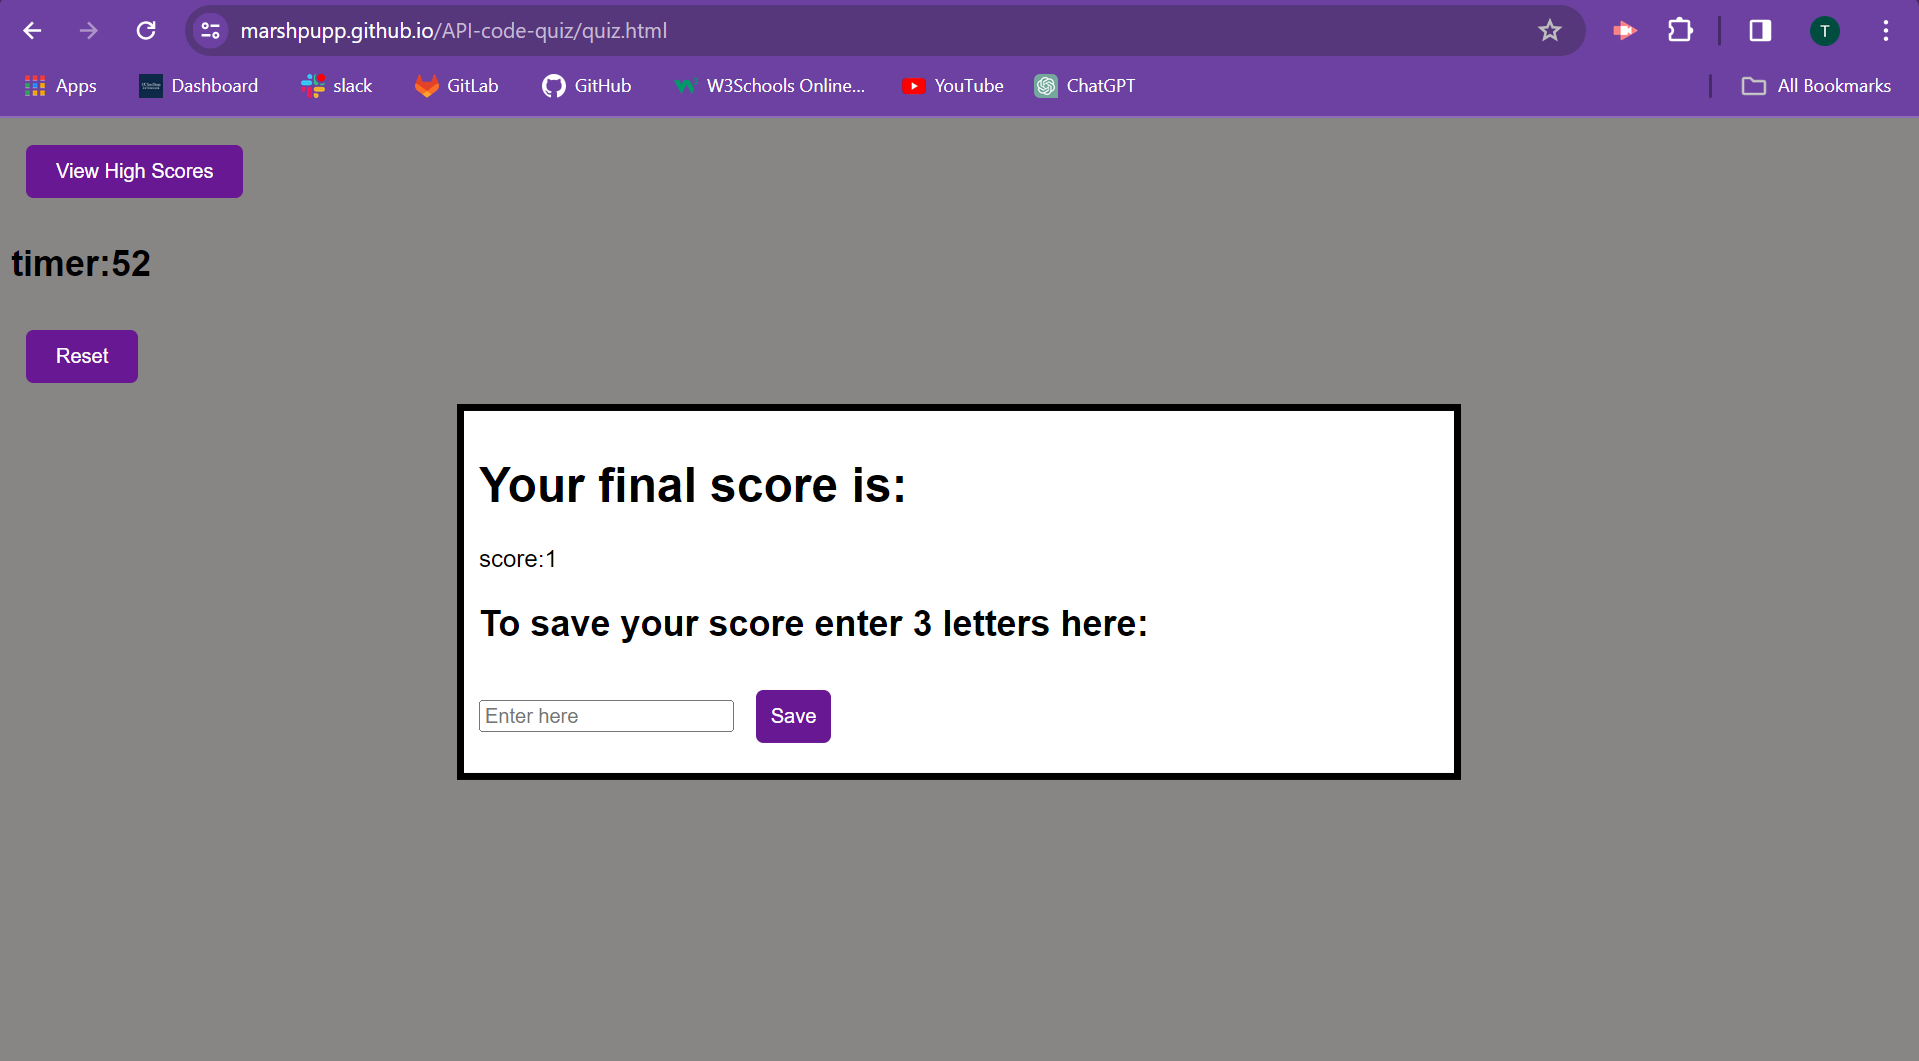 marshpupp.github.io/API-code-quiz/quiz.html
T
Apps
Dashboard
slack
GitLab
GitHub
W3Schools Online...
YouTube
ChatGPT
All Bookmarks
View High Scores
timer:52
Reset
Your final score is:
score:1
To save your score enter 3 letters here:
Enter here
Save